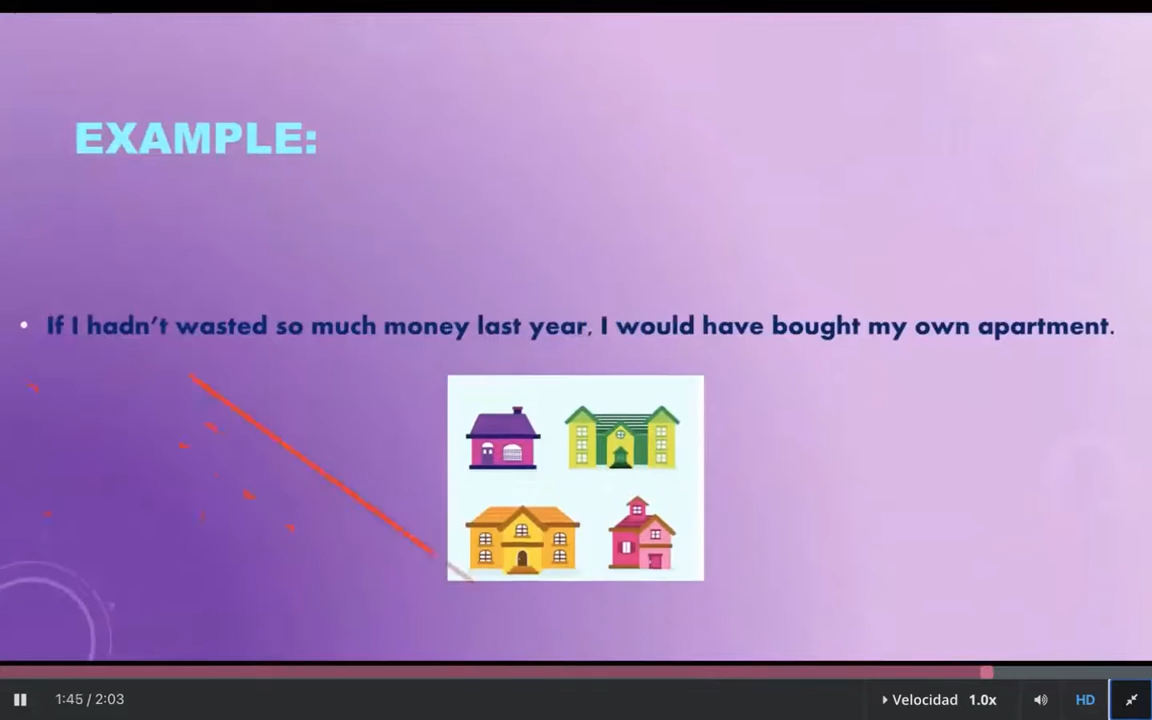 EXAMPLE:
• If I hadn't wasted so much money last year, I would have bought my own apartment.
1:45 / 2:03
Velocidad 1.0x
HD